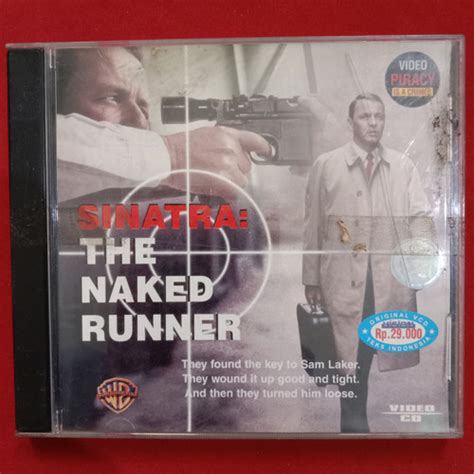 VIDEO
PIRACY
IS A CRIME!
SINATRA:
THE
NAKED
RUNNER
ORIGINAL VCD
Rp.29.000
TEKS INDONESIA
They found the key to Sam Laker.
They wound it up good and tight.
And then they turned him loose.
WB
VIDEO
CD